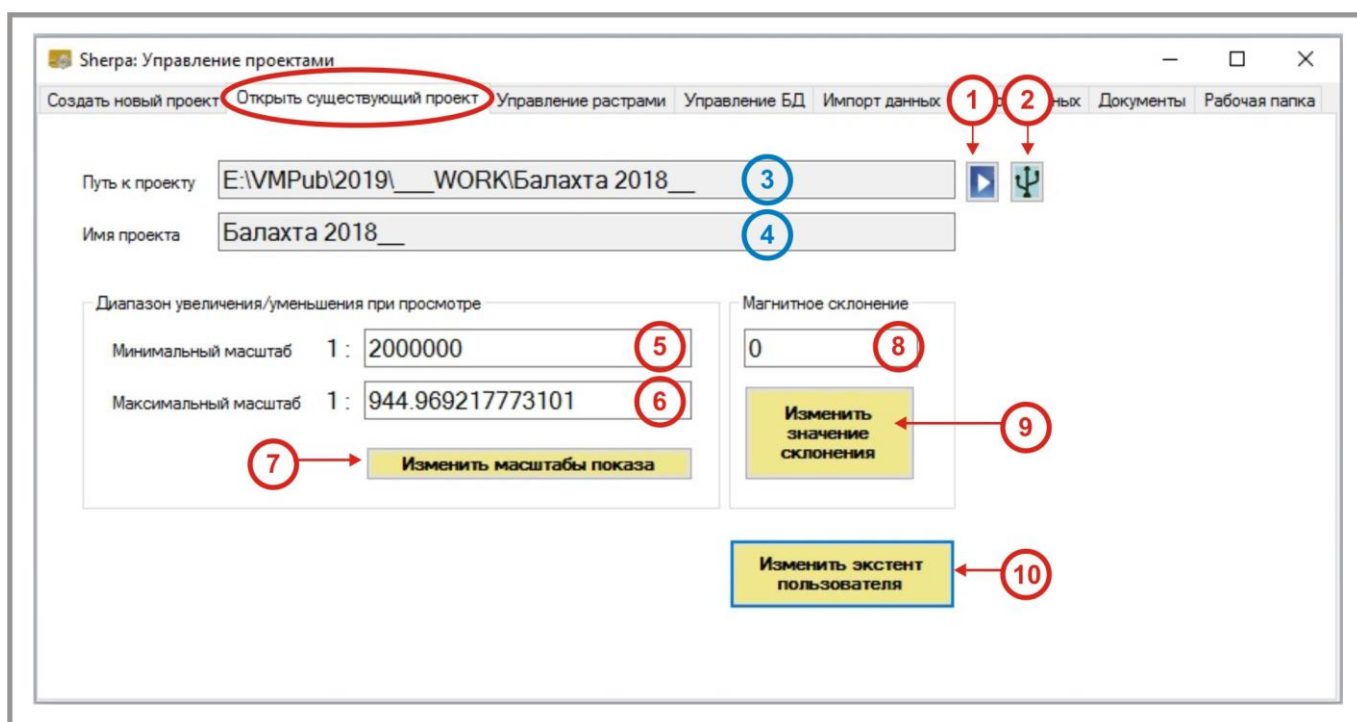 Sherpa: Управление проектами
Создать новый проект Открыть существующий проект Управление растрами Управление БД Импорт данных 1 2 ных Документы Рабочая папка
Путь к проекту E:\VMPub\2019\___WORK\Балахта 2018__ 3
Имя проекта Балахта 2018__ 4
Диапазон увеличения/уменьшения при просмотре
Магнитное склонение
Минимальный масштаб 1 : 2000000 5
0 8
Максимальный масштаб 1 : 944.969217773101 6
7 Изменить масштабы показа
Изменить
значение
склонения
9
Изменить экстент
пользователя
10